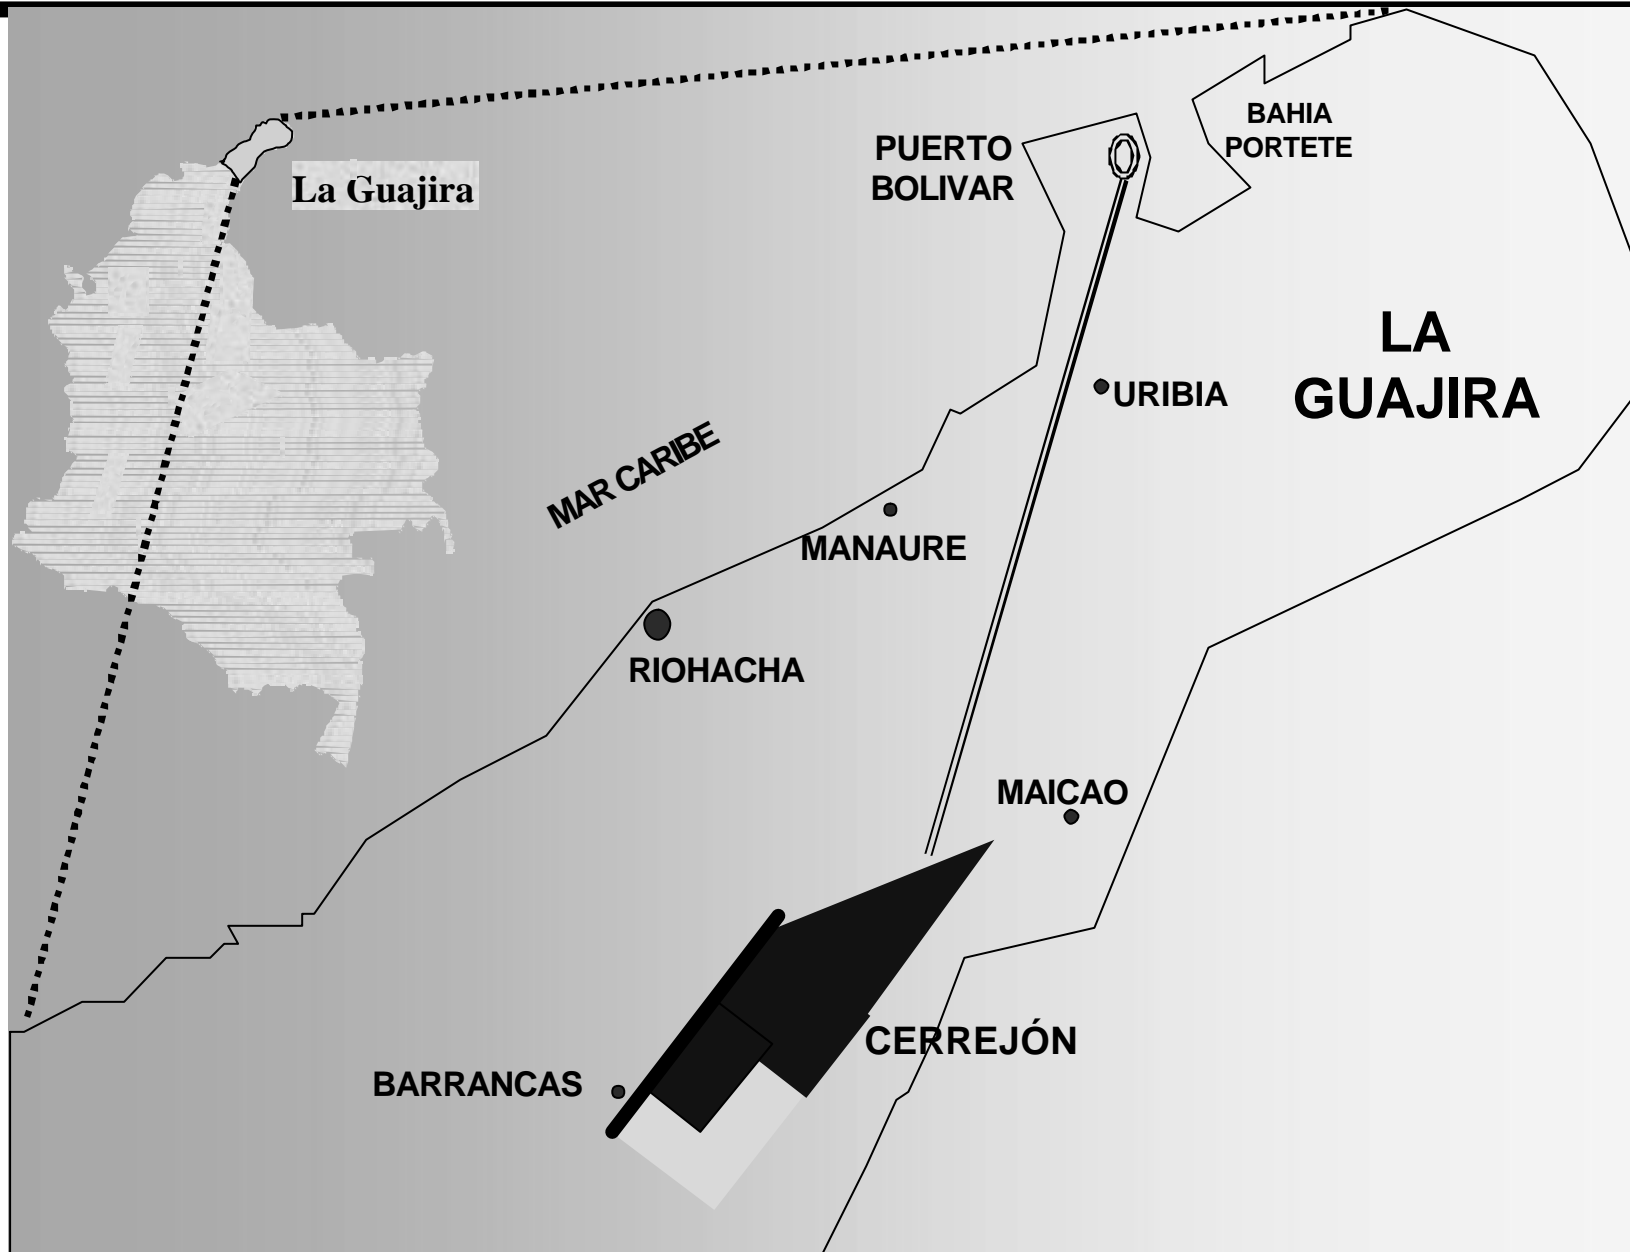 BAHIA
PORTETE
PUERTO
BOLIVAR
La Guajira
LA
GUAJIRA
URIBIA
MAR CARIBE
MANAURE
RIOHACHA
MAICAO
CERREJÓN
BARRANCAS